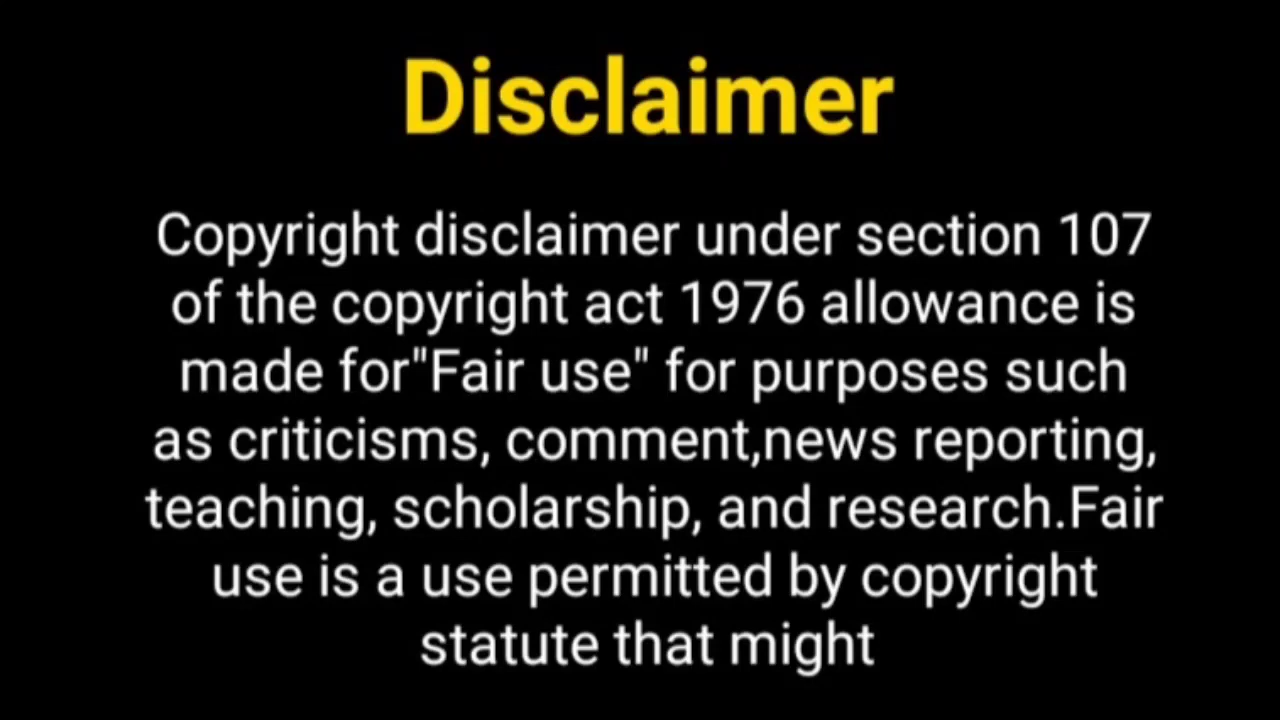 Disclaimer
Copyright disclaimer under section 107
of the copyright act 1976 allowance is
made for"Fair use" for purposes such
as criticisms, comment,news reporting,
teaching, scholarship, and research.Fair
use is a use permitted by copyright
statute that might